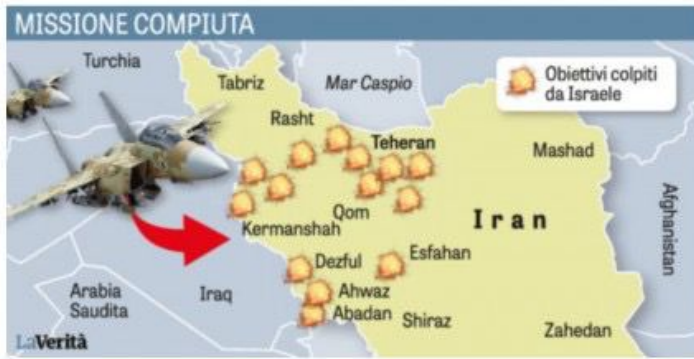 MISSIONE COMPIUTA
Turchia
Tabriz
Mar Caspio
Obiettivi colpiti
da Israele
Rasht
Teheran
Mashad
Qom
Kermanshah
Iran
Afghanistan
Dezful
Esfahan
Arabia
Saudita
Iraq
Ahwaz
Abadan
Shiraz
Zahedan
LaVerità